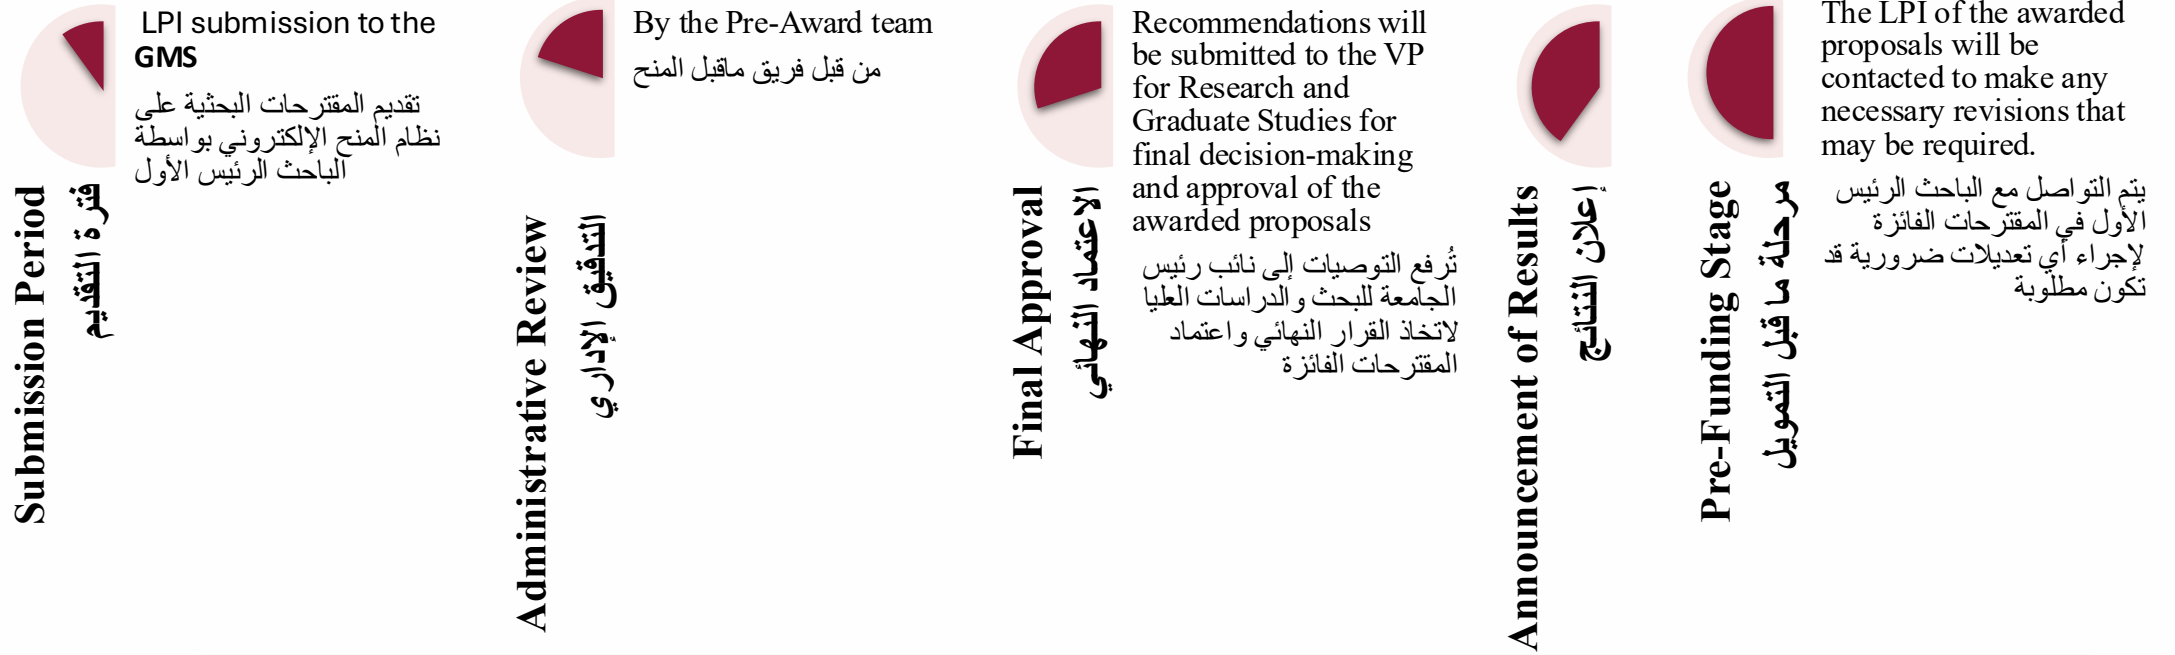 Submission Period
فترة التقديم
LPI submission to the
GMS
تقديم المقترحات البحثية على
نظام المنح الإلكتروني بواسطة
الباحث الرئيس الأول
Administrative Review
التدقيق الإداري
By the Pre-Award team
من قبل فريق ماقبل المنح
Final Approval
الاعتماد النهائي
Recommendations will
be submitted to the VP
for Research and
Graduate Studies for
final decision-making
and approval of the
awarded proposals
تُرفع التوصيات إلى نائب رئيس
الجامعة للبحث والدراسات العليا
لاتخاذ القرار النهائي واعتماد
المقترحات الفائزة
Announcement of Results
إعلان النتائج
Pre-Funding Stage
مرحلة ما قبل التمويل
The LPI of the awarded
proposals will be
contacted to make any
necessary revisions that
may be required.
يتم التواصل مع الباحث الرئيس
الأول في المقترحات الفائزة
لإجراء أي تعديلات ضرورية قد
تكون مطلوبة